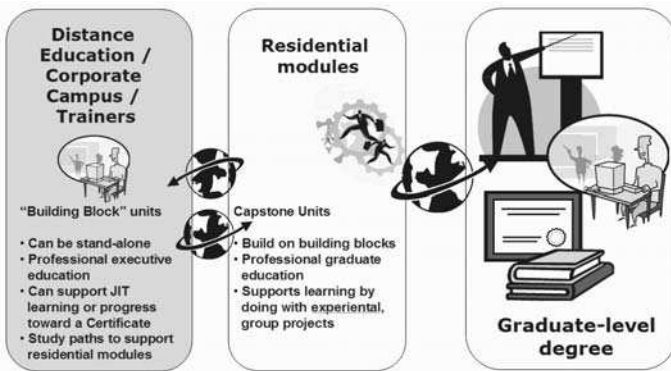 Distance
Education /
Corporate
Campus /
Trainers
"Building Block" units
• Can be stand-alone
• Professional executive
education
• Can support JIT
learning or progress
toward a Certificate
• Study paths to support
residential modules
Residential
modules
Capstone Units
• Build on building blocks
• Professional graduate
education
• Supports learning by
doing with experiental,
group projects
Graduate-level
degree